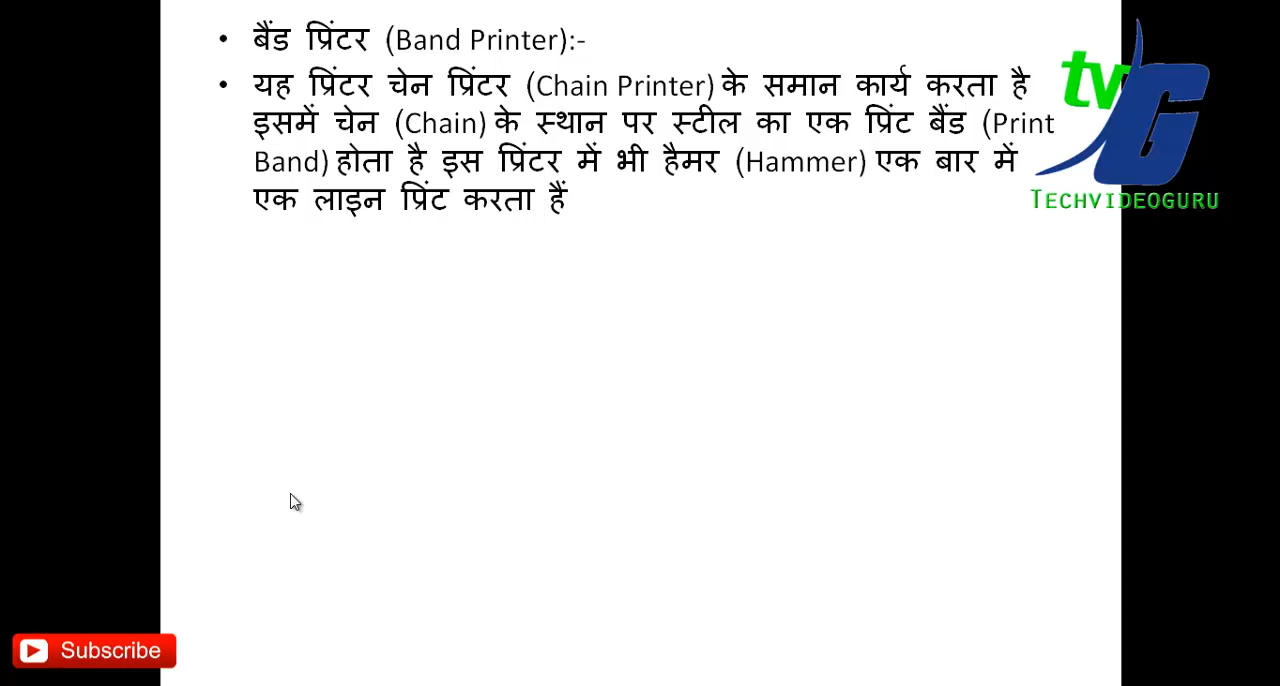 • बैंड प्रिंटर (Band Printer):-
• यह प्रिंटर चेन प्रिंटर (Chain Printer) के समान कार्य करता है
इसमें चेन (Chain) के स्थान पर स्टील का एक प्रिंट बैंड (Print
Band) होता है इस प्रिंटर में भी हैमर (Hammer) एक बार में
एक लाइन प्रिंट करता हैं
tvG
TECHVIDEOGURU
Subscribe